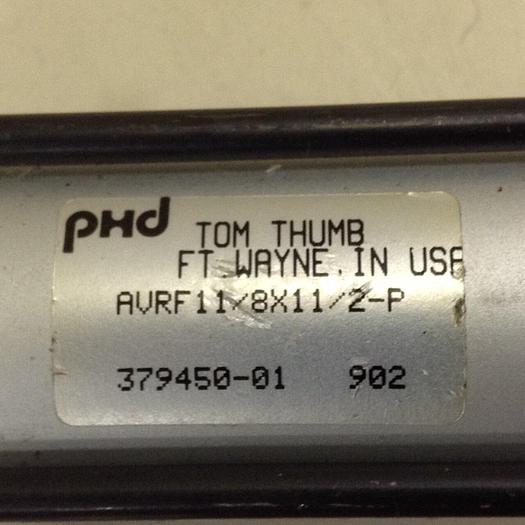 PHD TOM THUMB
FT WAYNE, IN USA
AVRF11/8X11/2-P
379450-01 902